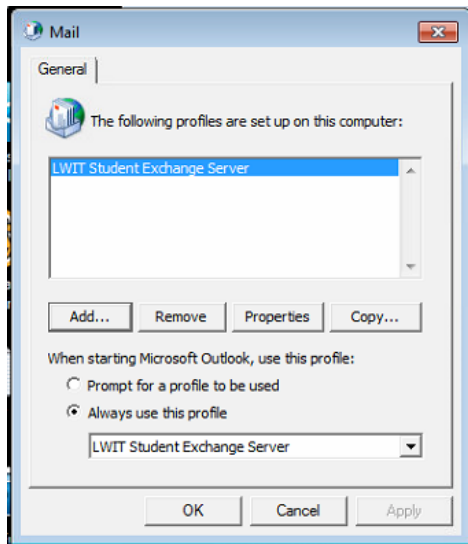 Mail
General
The following profiles are set up on this computer:
LWIT Student Exchange Server
Add... Remove Properties Copy...
When starting Microsoft Outlook, use this profile:
Prompt for a profile to be used
Always use this profile
LWIT Student Exchange Server
OK Cancel Apply